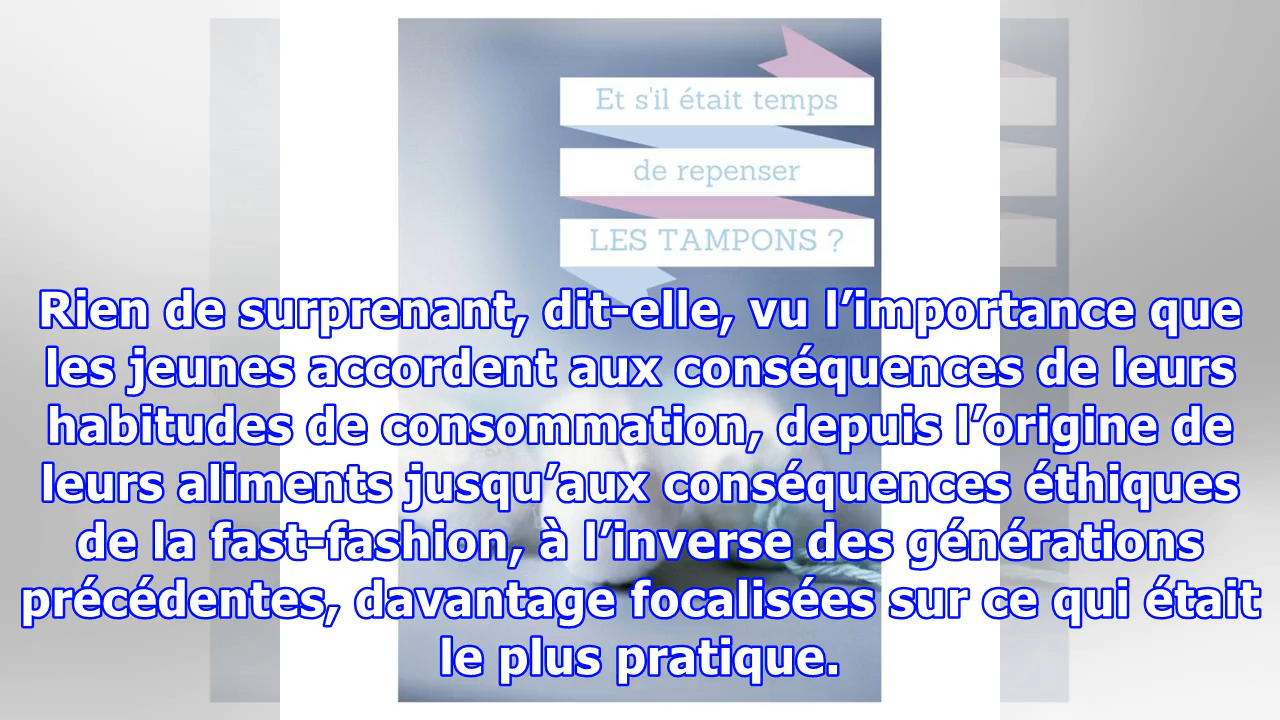 Et s'il était temps
de repenser
LES TAMPONS ?
Rien de surprenant, dit-elle, vu l’importance que
les jeunes accordent aux conséquences de leurs
habitudes de consommation, depuis l’origine de
leurs aliments jusqu’aux conséquences éthiques
de la fast-fashion, à l’inverse des générations
précédentes, davantage focalisées sur ce qui était
le plus pratique.